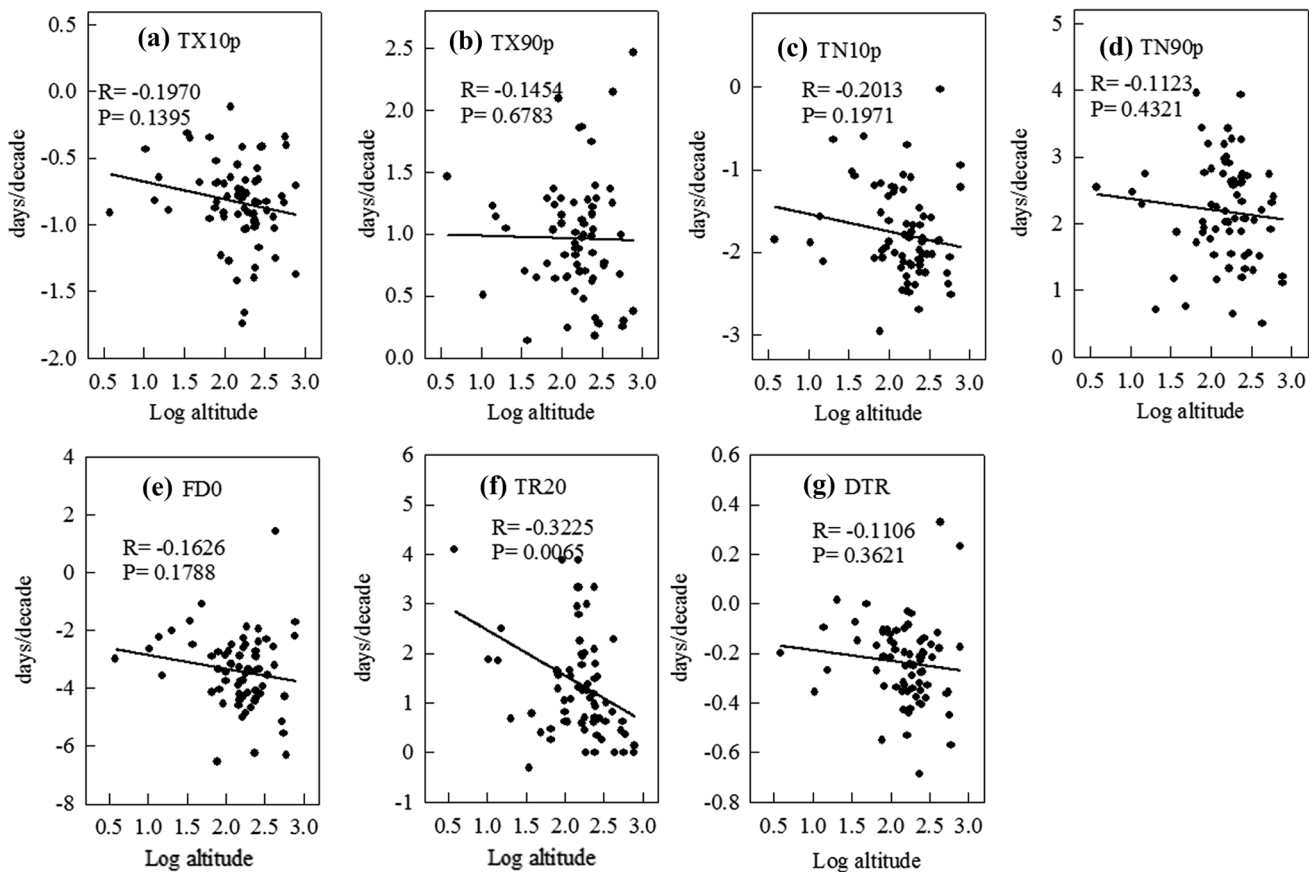 (a) TX10p
R= -0.1970
P= 0.1395
0.5
0.0
-0.5
-1.0
-1.5
-2.0
days/decade
0.5 1.0 1.5 2.0 2.5 3.0
Log altitude
(b) TX90p
R= -0.1454
P= 0.6783
2.5
2.0
1.5
1.0
0.5
0.0
days/decade
0.5 1.0 1.5 2.0 2.5 3.0
Log altitude
(c) TN10p
R= -0.2013
P= 0.1971
0
-1
-2
-3
days/decade
0.5 1.0 1.5 2.0 2.5 3.0
Log altitude
(d) TN90p
R= -0.1123
P= 0.4321
5
4
3
2
1
0
days/decade
0.5 1.0 1.5 2.0 2.5 3.0
Log altitude
(e) FD0
R= -0.1626
P= 0.1788
4
2
0
-2
-4
-6
-8
days/decade
0.5 1.0 1.5 2.0 2.5 3.0
Log altitude
(f) TR20
R= -0.3225
P= 0.0065
6
5
4
3
2
1
0
-1
days/decade
0.5 1.0 1.5 2.0 2.5 3.0
Log altitude
(g) DTR
R= -0.1106
P= 0.3621
0.6
0.4
0.2
0.0
-0.2
-0.4
-0.6
-0.8
days/decade
0.5 1.0 1.5 2.0 2.5 3.0
Log altitude